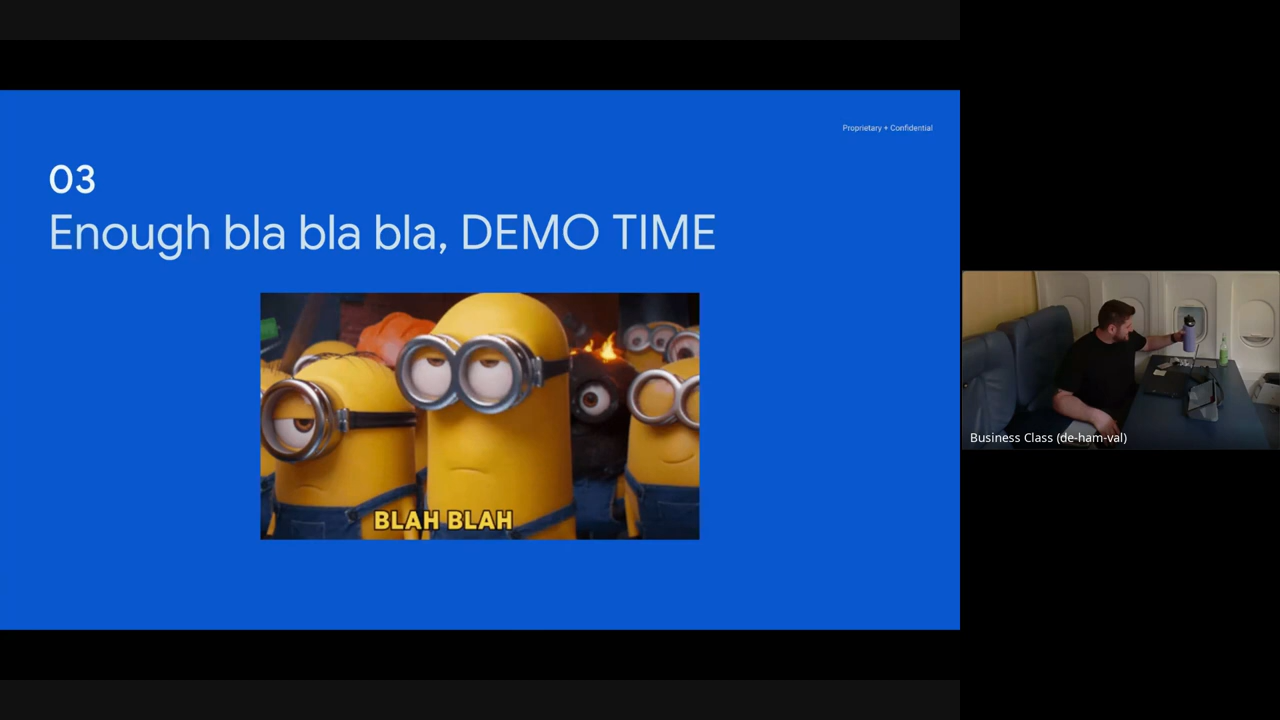 Proprietary + Confidential
03
Enough bla bla bla, DEMO TIME
BLAH BLAH
Business Class (de-ham-val)